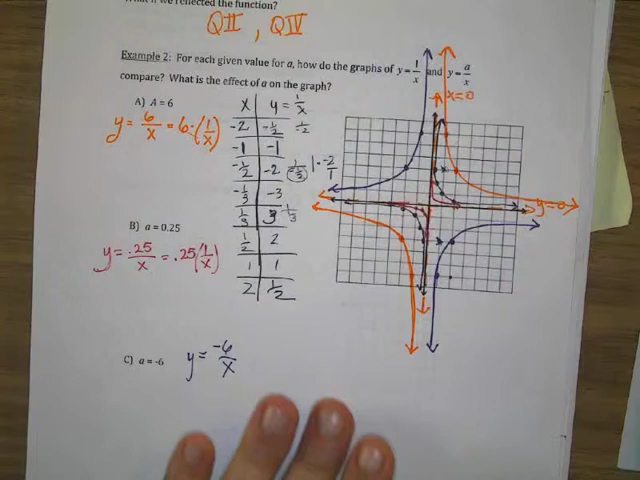 What if we reflected the function?
QII , QIV
Example 2: For each given value for a, how do the graphs of y = 1/x and y = a/x
compare? What is the effect of a on the graph?
A) A = 6
y = 6/x = 6·(1/x)
B) a = 0.25
y = .25/x = .25(1/x)
C) a = -6
y = -6/x
x y = 1/x
-2 -1/2
-1 -1
-1/2 -2
-1/3 -3
1/3 3
1/2 2
1 1
2 1/2
x=0
y=0